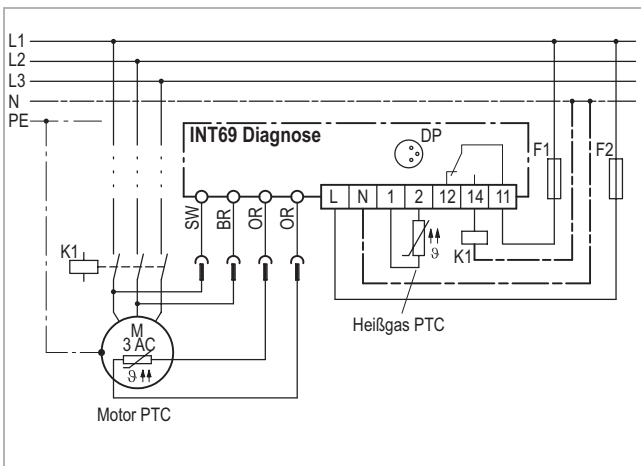 L1
L2
L3
N
PE
INT69 Diagnose
DP
F1
F2
L N 1 2 12 14 11
SW
BR
OR
OR
ϑ
K1
K1
Heißgas PTC
M
3 AC
ϑ
Motor PTC